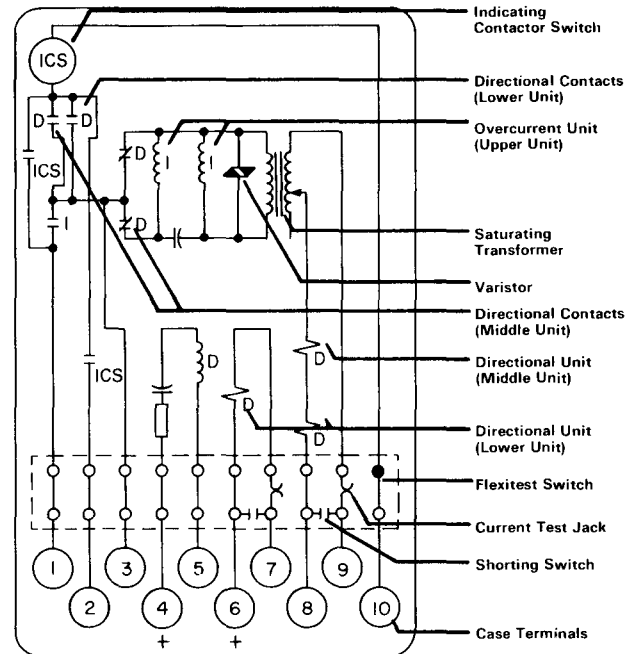 Indicating
Contactor Switch
ICS
Directional Contacts
(Lower Unit)
D D
Overcurrent Unit
(Upper Unit)
D I I
ICS
I D
Saturating
Transformer
Varistor
Directional Contacts
(Middle Unit)
ICS
D
D
D
Directional Unit
(Middle Unit)
D
Directional Unit
(Lower Unit)
Flexitest Switch
Current Test Jack
Shorting Switch
1 3 5 7 9
2 4 6 8 10
+ +
Case Terminals